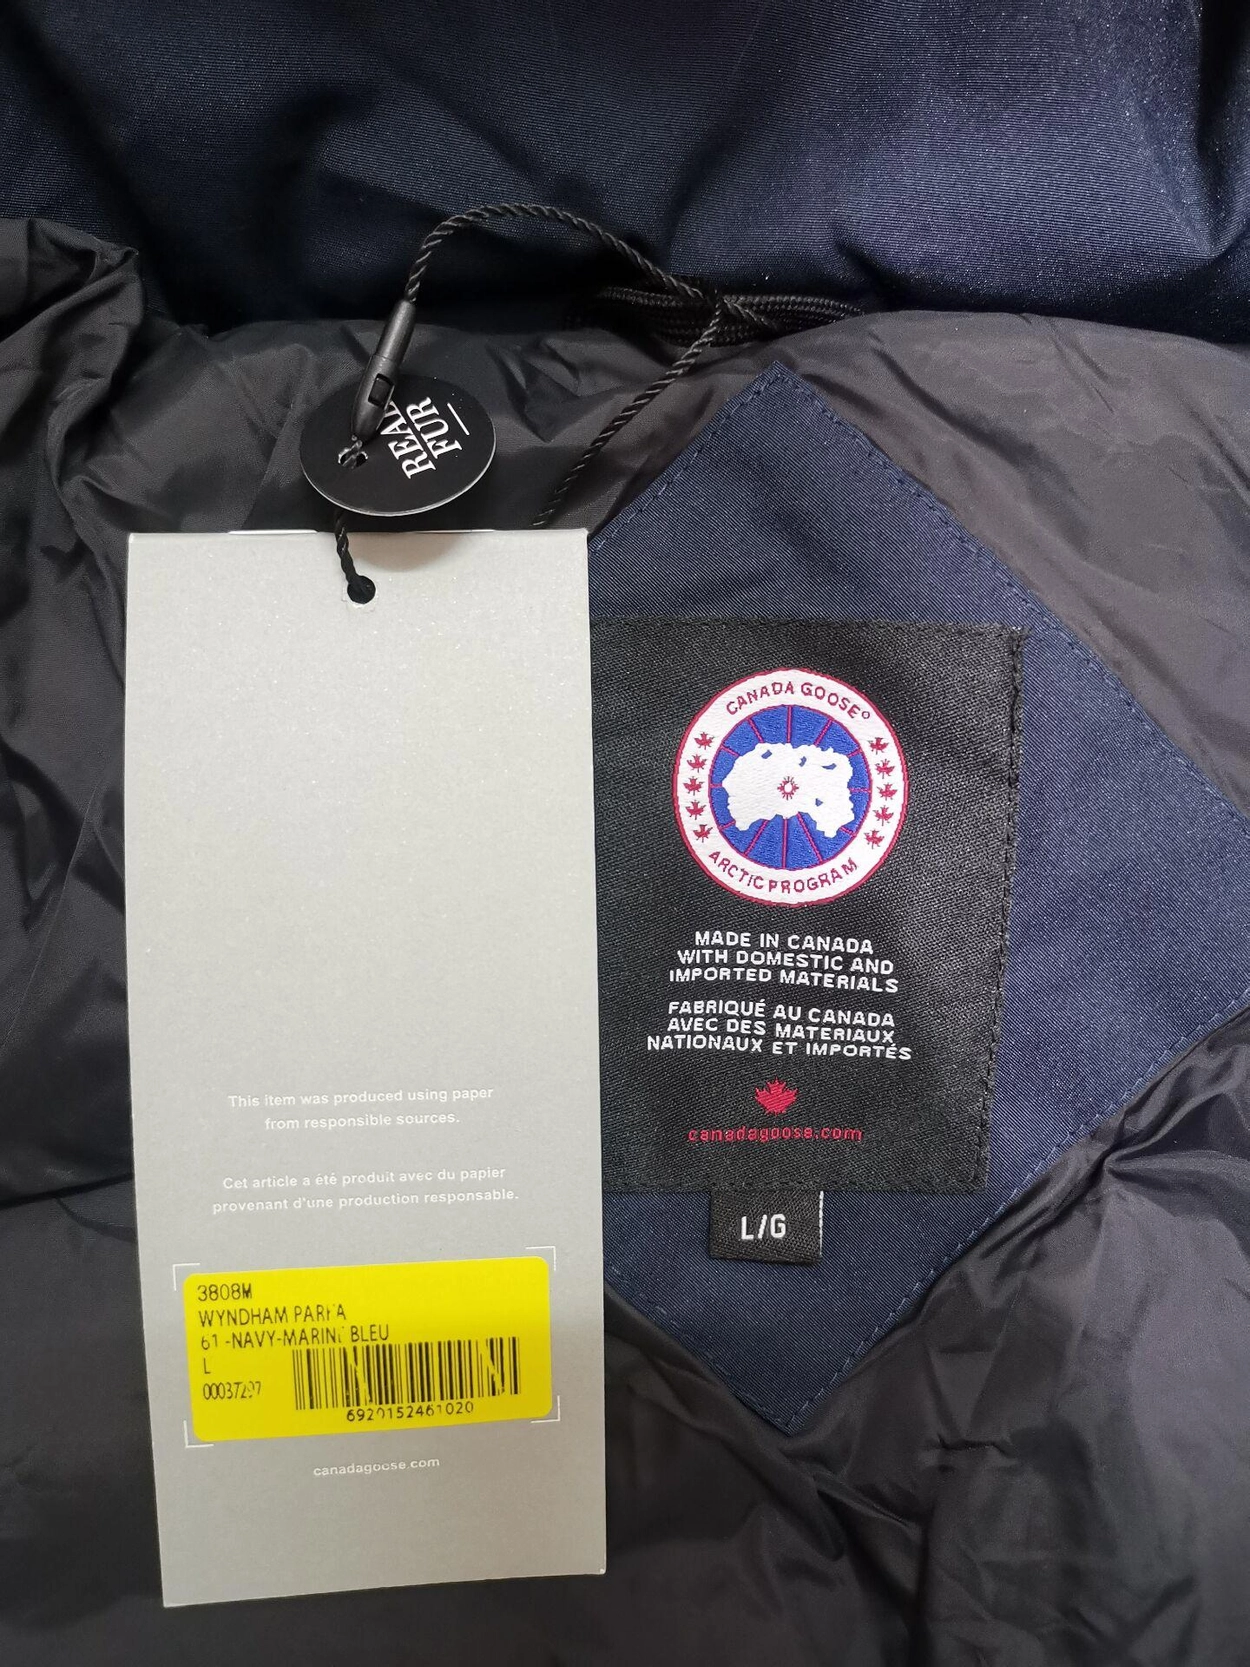 REAL
FUR
CANADA GOOSE®
ARCTIC PROGRAM
MADE IN CANADA
WITH DOMESTIC AND
IMPORTED MATERIALS
FABRIQUÉ AU CANADA
AVEC DES MATERIAUX
NATIONAUX ET IMPORTÉS
canadagoose.com
L/G
This item was produced using paper
from responsible sources.
Cet article a été produit avec du papier
provenant d'une production responsable.
3808M
WYNDHAM PARKA
61 -NAVY-MARINE BLEU
L
00037297
6920152461020
canadagoose.com